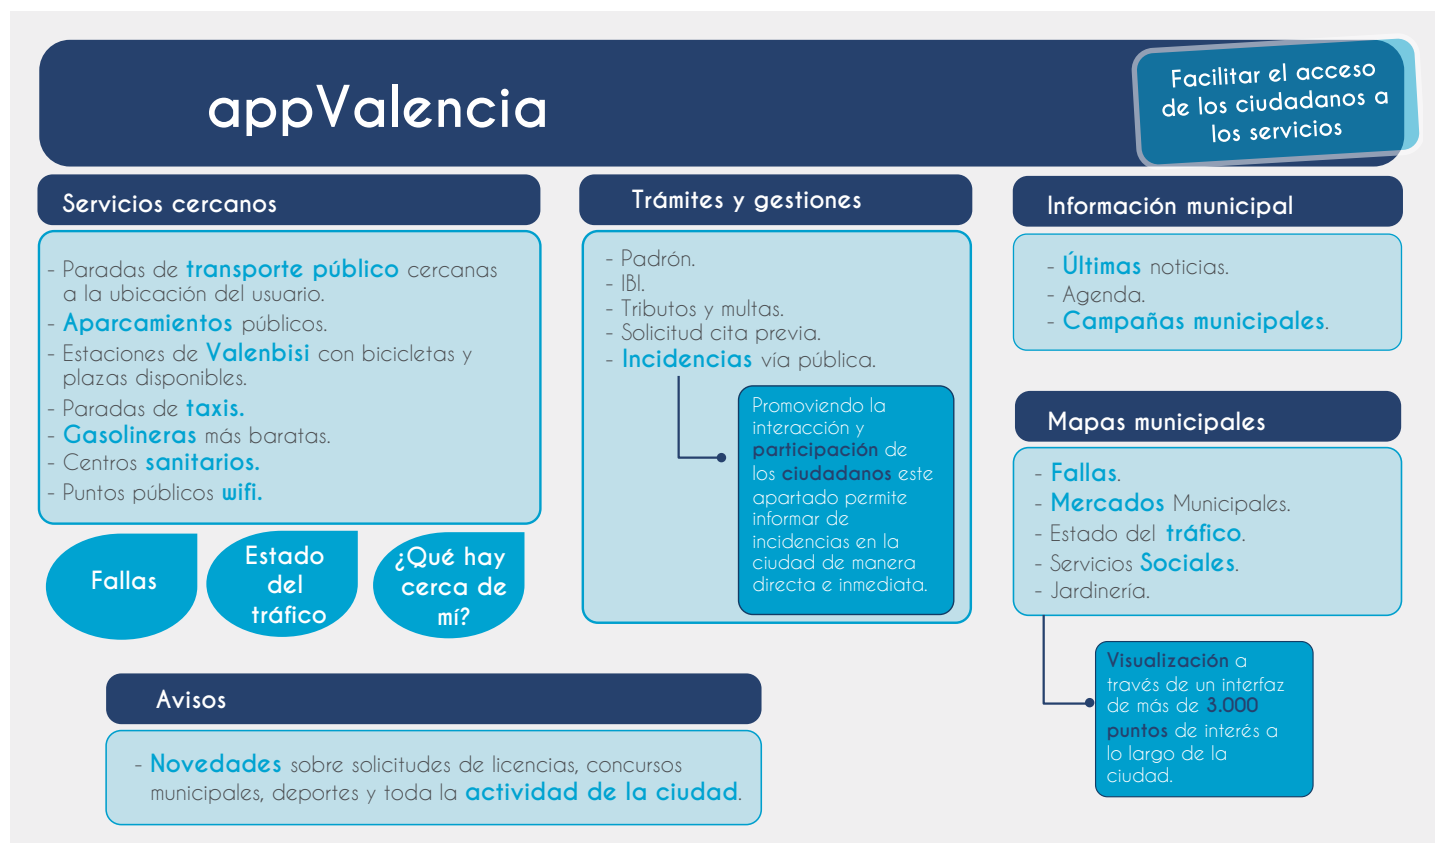 appValencia
Facilitar el acceso
de los ciudadanos a
los servicios
Servicios cercanos
- Paradas de transporte público cercanas
a la ubicación del usuario.
- Aparcamientos públicos.
- Estaciones de Valenbisi con bicicletas y
plazas disponibles.
- Paradas de taxis.
- Gasolineras más baratas.
- Centros sanitarios.
- Puntos públicos wifi.
Fallas
Estado
del
tráfico
¿Qué hay
cerca de
mí?
Trámites y gestiones
- Padrón.
- IBI.
- Tributos y multas.
- Solicitud cita previa.
- Incidencias vía pública.
Promoviendo la
interacción y
participación de
los ciudadanos este
apartado permite
informar de
incidencias en la
ciudad de manera
directa e inmediata.
Información municipal
- Últimas noticias.
- Agenda.
- Campañas municipales.
Mapas municipales
- Fallas.
- Mercados Municipales.
- Estado del tráfico.
- Servicios Sociales.
- Jardinería.
Visualización a
través de un interfaz
de más de 3.000
puntos de interés a
lo largo de la
ciudad.
Avisos
- Novedades sobre solicitudes de licencias, concursos
municipales, deportes y toda la actividad de la ciudad.